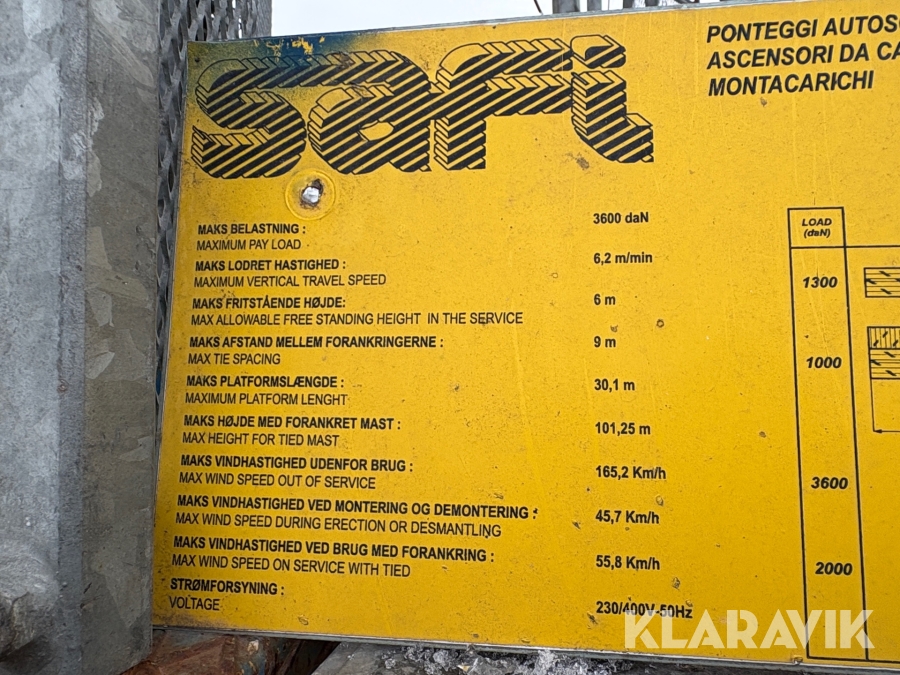 safi
PONTEGGI AUTOS
ASCENSORI DA CA
MONTACARICHI
MAKS BELASTNING : 3600 daN
MAXIMUM PAY LOAD
MAKS LODRET HASTIGHED : 6,2 m/min
MAXIMUM VERTICAL TRAVEL SPEED
MAKS FRITSTÅENDE HØJDE: 6 m
MAX ALLOWABLE FREE STANDING HEIGHT IN THE SERVICE
MAKS AFSTAND MELLEM FORANKRINGERNE : 9 m
MAX TIE SPACING
MAKS PLATFORMSLÆNGDE : 30,1 m
MAXIMUM PLATFORM LENGHT
MAKS HØJDE MED FORANKRET MAST : 101,25 m
MAX HEIGHT FOR TIED MAST
MAKS VINDHASTIGHED UDENFOR BRUG : 165,2 Km/h
MAX WIND SPEED OUT OF SERVICE
MAKS VINDHASTIGHED VED MONTERING OG DEMONTERING : 45,7 Km/h
MAX WIND SPEED DURING ERECTION OR DESMANTLING
MAKS VINDHASTIGHED VED BRUG MED FORANKRING : 55,8 Km/h
MAX WIND SPEED ON SERVICE WITH TIED
STRØMFORSYNING : 230/400V-50Hz
VOLTAGE
LOAD
(daN)
1300
1000
3600
2000
KLARAVIK